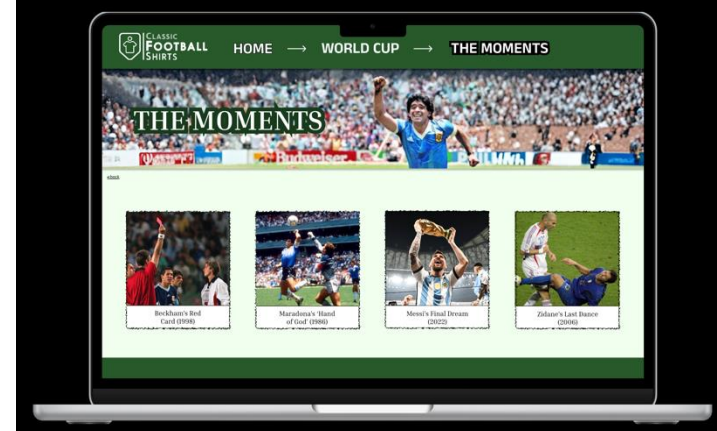 CLASSIC
FOOTBALL
SHIRTS
HOME → WORLD CUP → THE MOMENTS
THE MOMENTS
Budweiser
Beckham's Red
Card (1998)
Maradona's 'Hand
of God' (1986)
Messi's Final Dream
(2022)
Zidane's Last Dance
(2006)